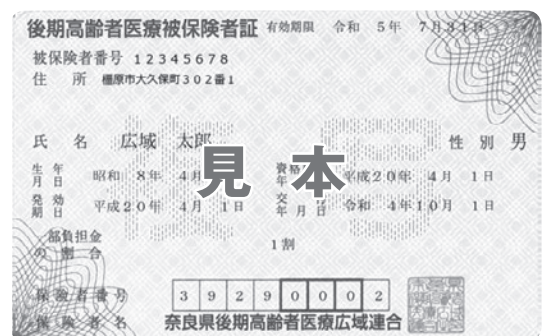 後期高齢者医療被保険者証 有効期限 令和 5年 7月31日
被保険者番号 12345678
住 所 橿原市大久保町302番1
氏 名 広域 太郎 性 別 男
見本
生年月日 昭和 8年 4月 日 資格 年 日 平成20年 4月 1日
発効期日 平成20年 4月 1日 交 年月日 令和 4年10月 1日
部負担金の割合 1割
保険者番号 39290002
保険者名 奈良県後期高齢者医療広域連合